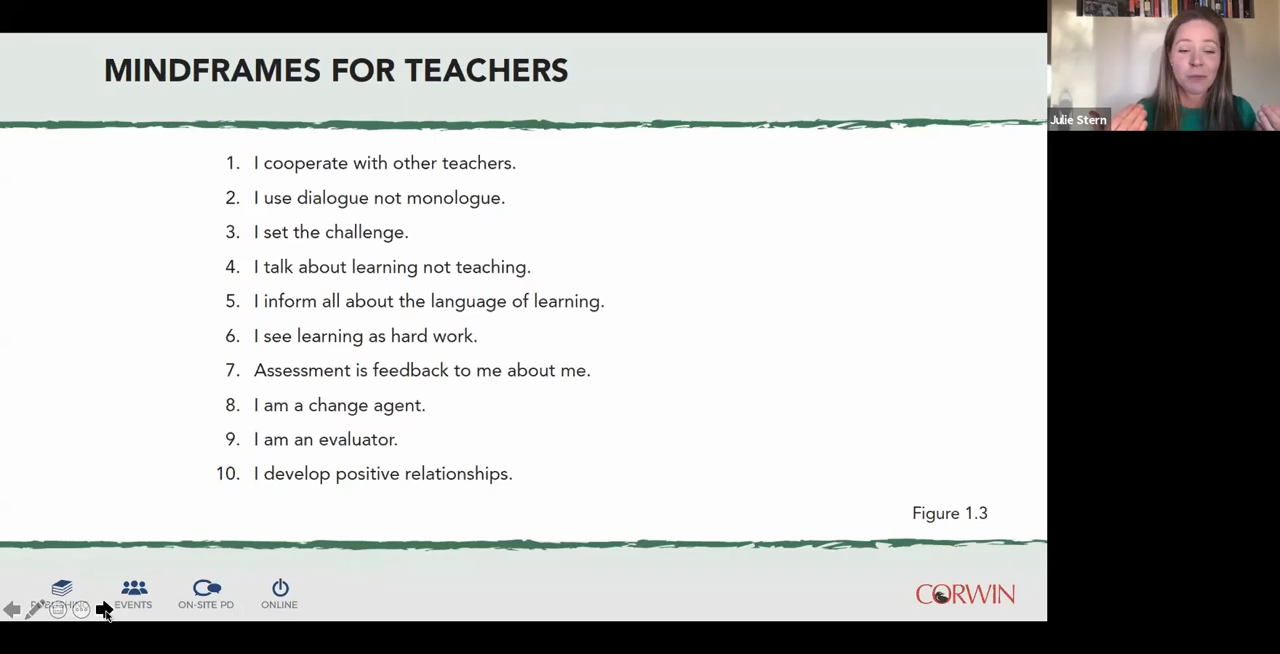 MINDFRAMES FOR TEACHERS
Julie Stern
1. I cooperate with other teachers.
2. I use dialogue not monologue.
3. I set the challenge.
4. I talk about learning not teaching.
5. I inform all about the language of learning.
6. I see learning as hard work.
7. Assessment is feedback to me about me.
8. I am a change agent.
9. I am an evaluator.
10. I develop positive relationships.
Figure 1.3
EVENTS
ON-SITE PD
ONLINE
CORWIN